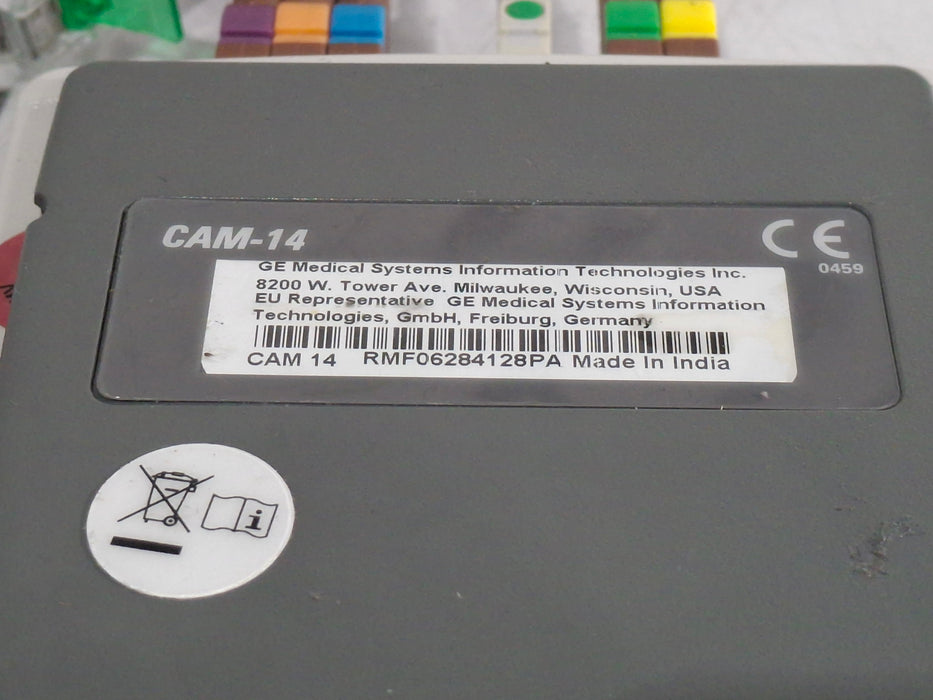 CAM-14
CE
0459
GE Medical Systems Information Technologies Inc.
8200 W. Tower Ave. Milwaukee, Wisconsin, USA
EU Representative GE Medical Systems Information
Technologies, GmbH, Freiburg, Germany
CAM 14 RMF06284128PA Made In India
i